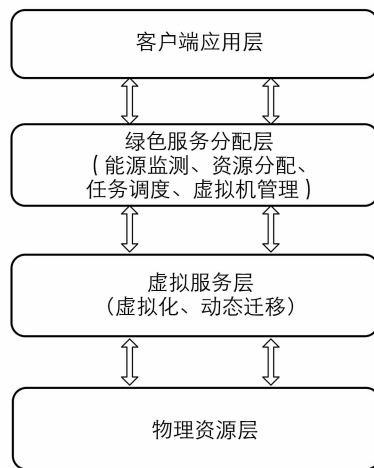 客户端应用层
绿色服务分配层
(能源监测、资源分配、
任务调度、虚拟机管理)
虚拟服务层
(虚拟化、动态迁移)
物理资源层